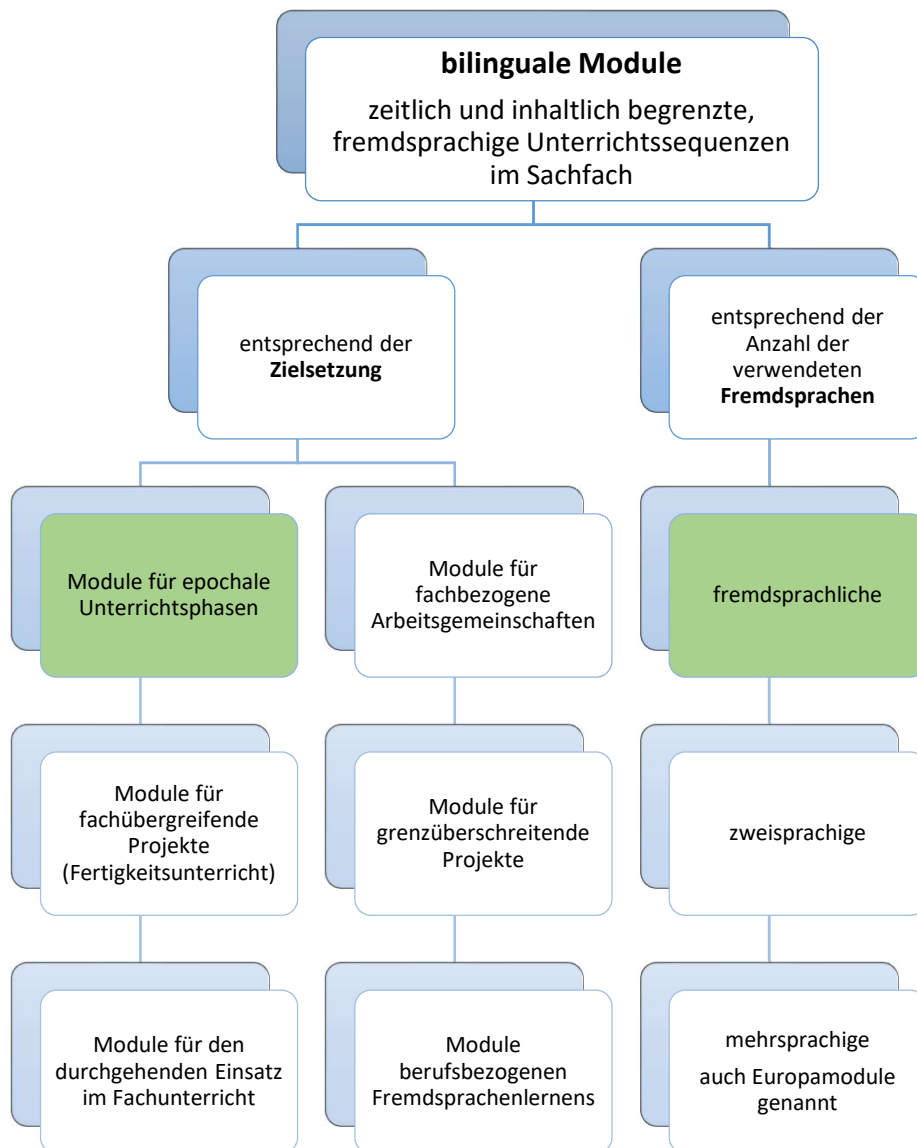 bilinguale Module
zeitlich und inhaltlich begrenzte,
fremdsprachige Unterrichtssequenzen
im Sachfach
entsprechend der
Zielsetzung
entsprechend der
Anzahl der
verwendeten
Fremdsprachen
Module für epochale
Unterrichtsphasen
Module für
fachbezogene
Arbeitsgemeinschaften
fremdsprachliche
Module für
fachübergreifende
Projekte
(Fertigkeitsunterricht)
Module für
grenzüberschreitende
Projekte
zweisprachige
Module für den
durchgehenden Einsatz
im Fachunterricht
Module
berufsbezogenen
Fremdsprachenlernens
mehrsprachige
auch Europamodule
genannt